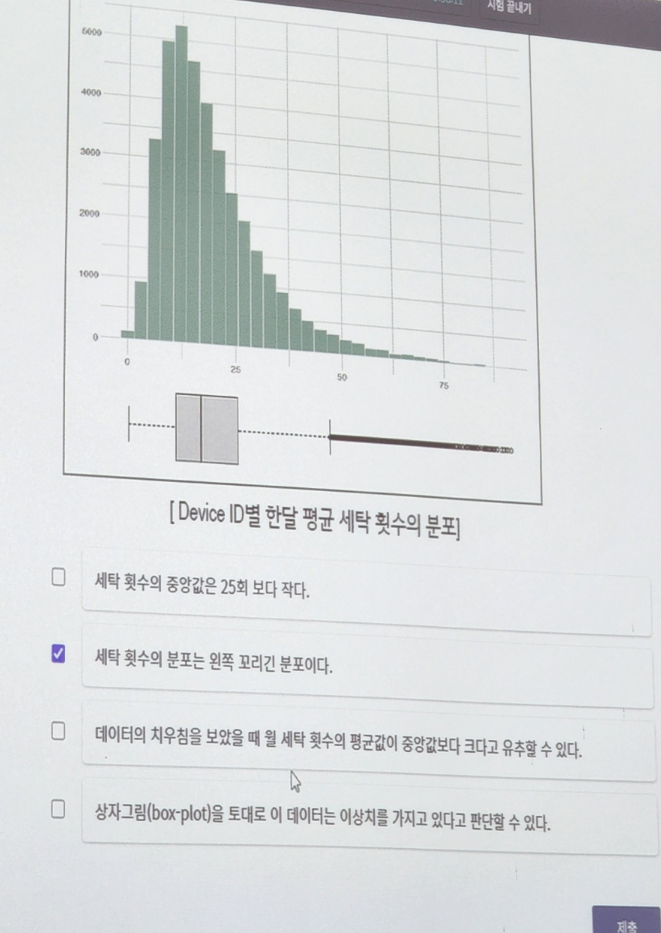 시험 끝내기
5000
4000
3000
2000
1000
0
0
25
50
75
[ Device ID별 한달 평균 세탁 횟수의 분포]
세탁 횟수의 중앙값은 25회 보다 작다.
세탁 횟수의 분포는 왼쪽 꼬리긴 분포이다.
데이터의 치우침을 보았을 때 월 세탁 횟수의 평균값이 중앙값보다 크다고 유추할 수 있다.
상자그림(box-plot)을 토대로 이 데이터는 이상치를 가지고 있다고 판단할 수 있다.
제출